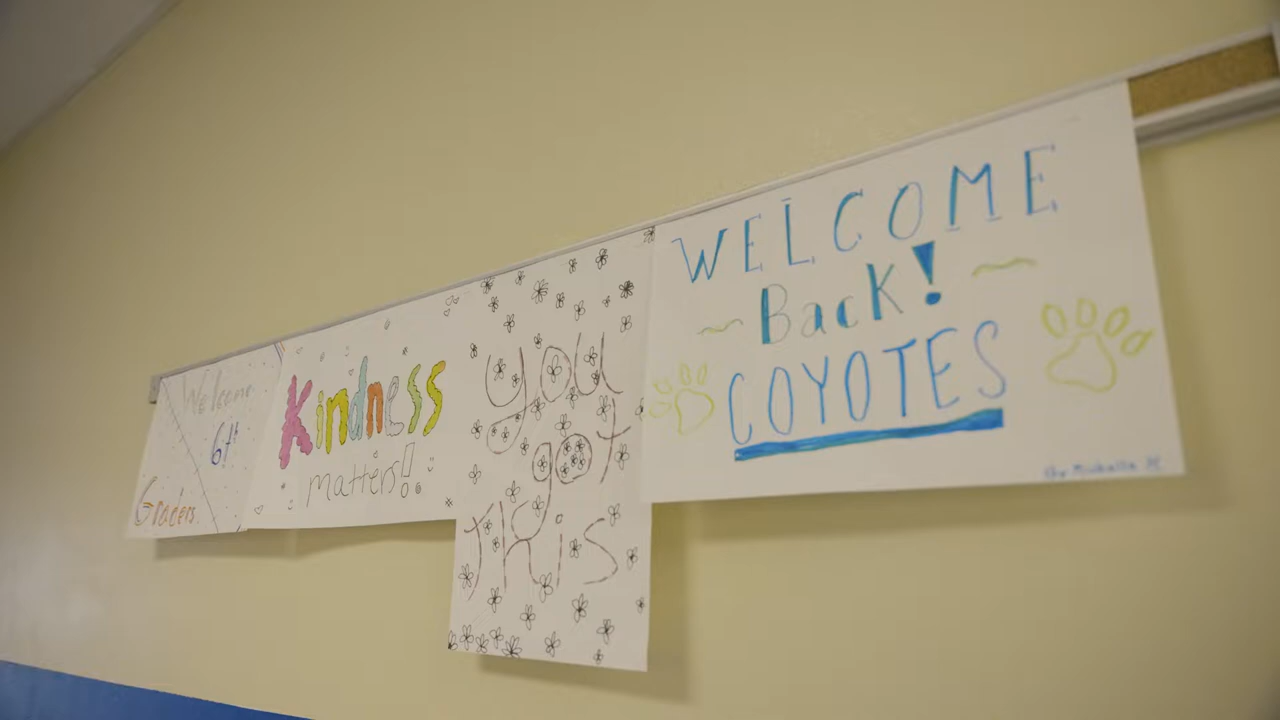 Welcome
6th
Graders
Kindness
matters!
you
got
this
WELCOME
~Back!~
COYOTES